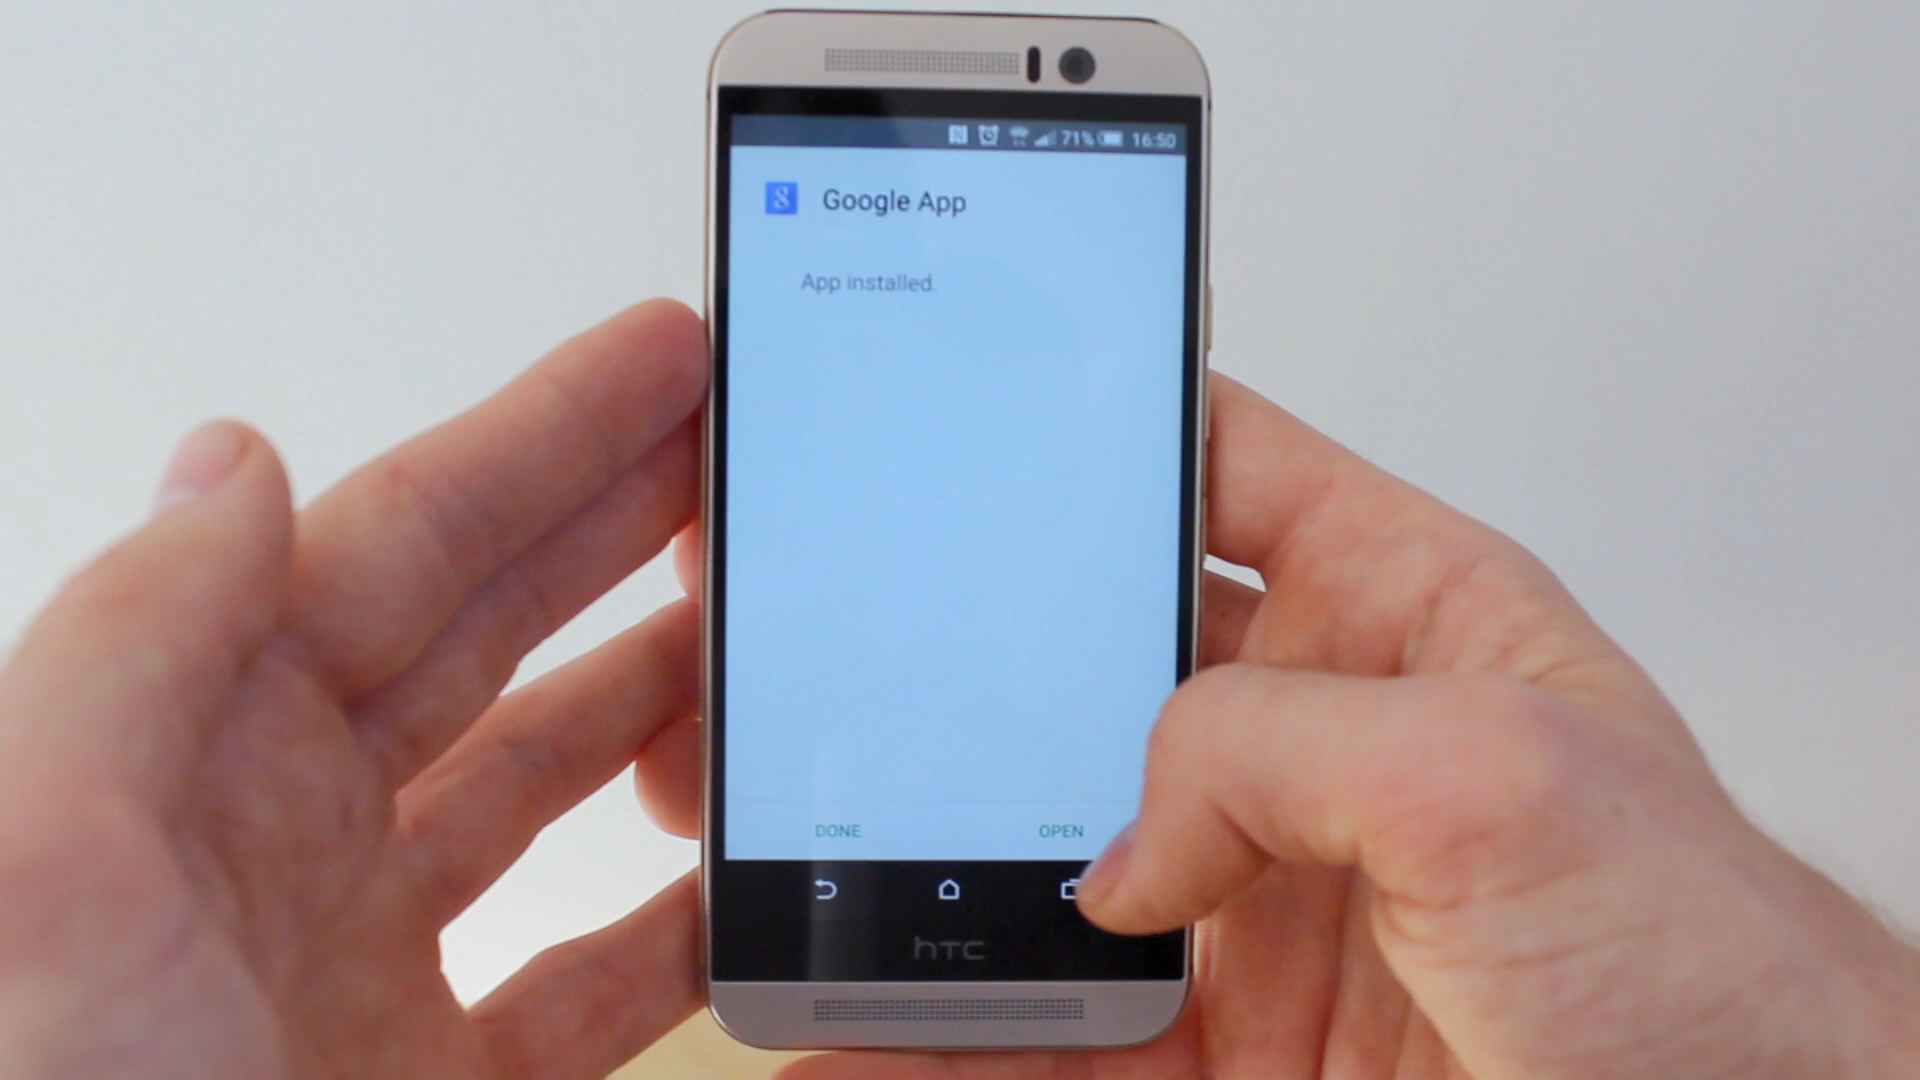 71% 16:50
Google App
App installed.
DONE OPEN
hTC